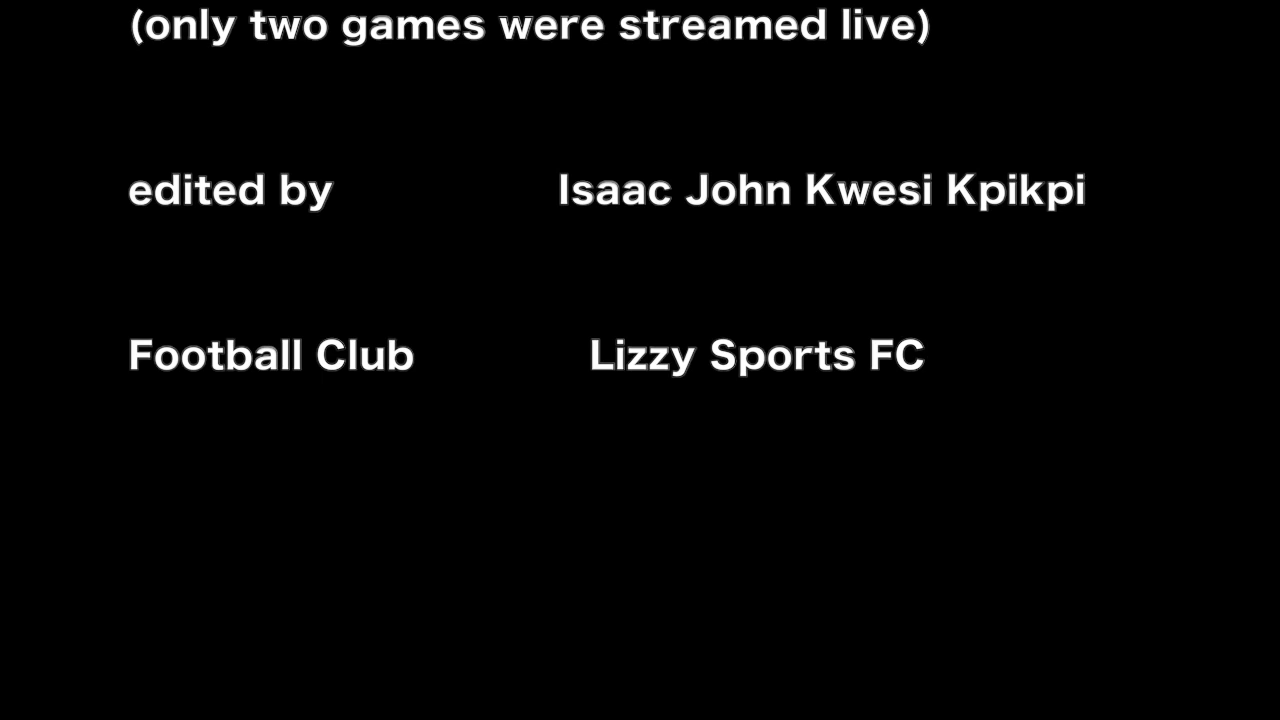 (only two games were streamed live)
edited by Isaac John Kwesi Kpikpi
Football Club Lizzy Sports FC